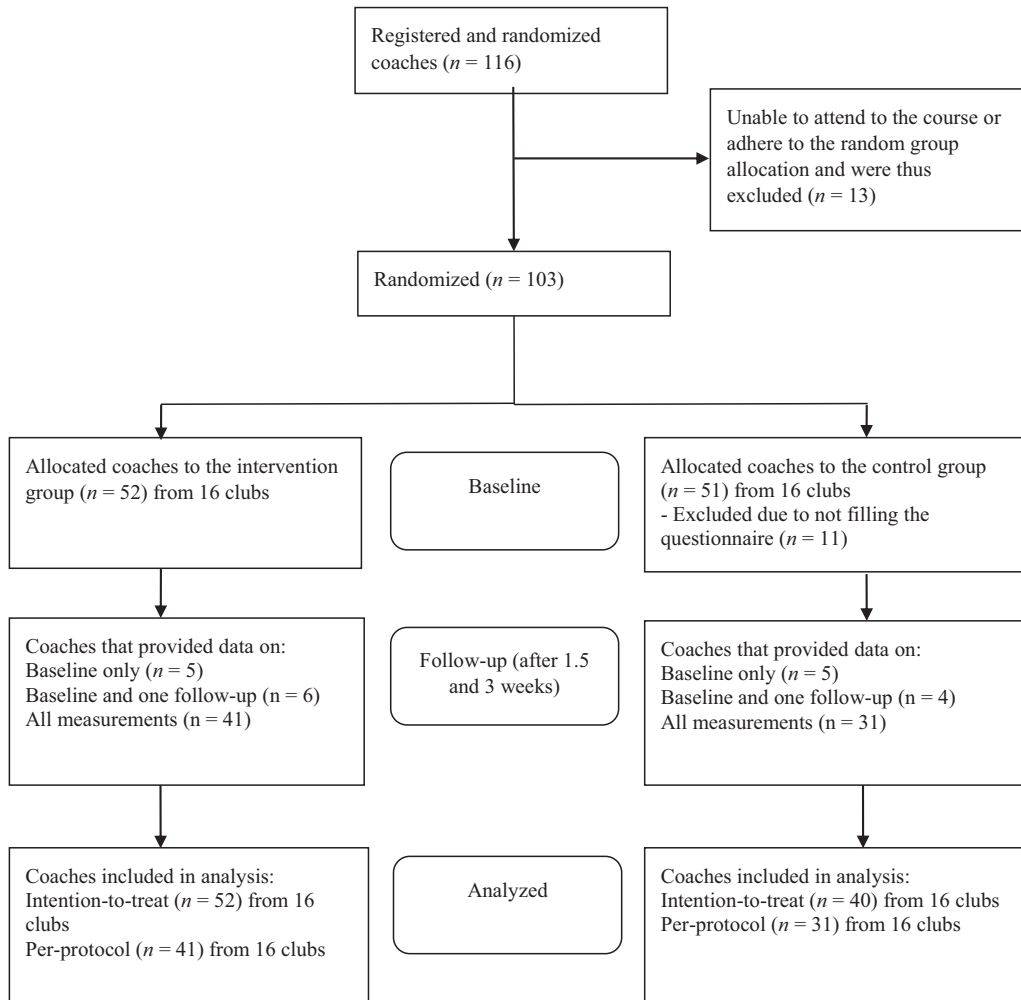 Registered and randomized
coaches (n = 116)
Unable to attend to the course or
adhere to the random group
allocation and were thus
excluded (n = 13)
Randomized (n = 103)
Allocated coaches to the intervention
group (n = 52) from 16 clubs
Baseline
Allocated coaches to the control group
(n = 51) from 16 clubs
- Excluded due to not filling the
questionnaire (n = 11)
Coaches that provided data on:
Baseline only (n = 5)
Baseline and one follow-up (n = 6)
All measurements (n = 41)
Follow-up (after 1.5
and 3 weeks)
Coaches that provided data on:
Baseline only (n = 5)
Baseline and one follow-up (n = 4)
All measurements (n = 31)
Coaches included in analysis:
Intention-to-treat (n = 52) from 16
clubs
Per-protocol (n = 41) from 16 clubs
Analyzed
Coaches included in analysis:
Intention-to-treat (n = 40) from 16 clubs
Per-protocol (n = 31) from 16 clubs